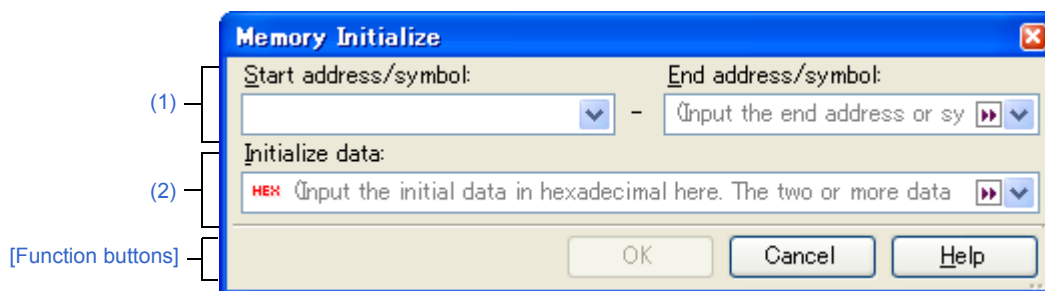 Memory Initialize
Start address/symbol: End address/symbol:
(1)
- (Input the end address or sy
Initialize data:
(2) HEX (Input the initial data in hexadecimal here. The two or more data
[Function buttons] OK Cancel Help